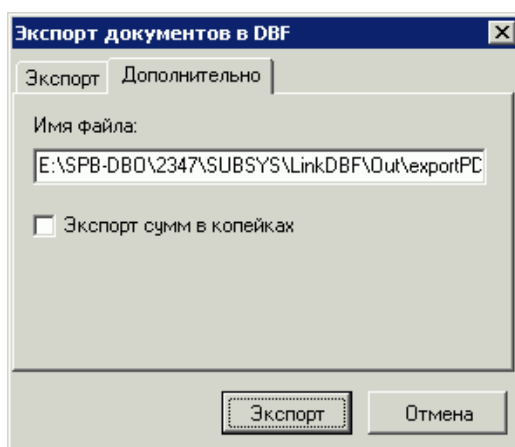 Экспорт документов в DBF
Экспорт Дополнительно
Имя файла:
E:\SPB-DBO\2347\SUBSYS\LinkDBF\Out\exportPD
Экспорт сумм в копейках
Экспорт Отмена